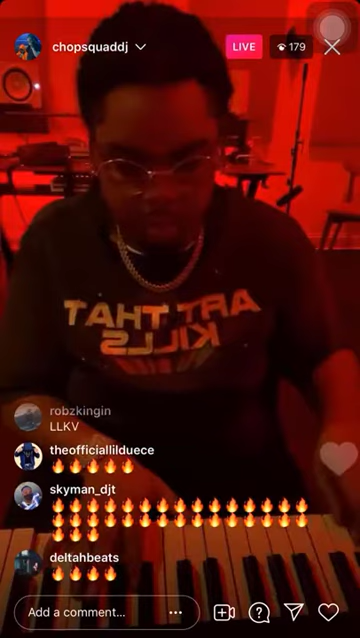 chopsquaddj
LIVE
179
ART THAT
KILLS
robzkingin
LLKV
theofficiallilduece
🔥🔥🔥🔥🔥
skyman_djt
🔥🔥🔥🔥🔥🔥🔥🔥🔥🔥🔥🔥
🔥🔥🔥🔥🔥🔥🔥🔥🔥🔥🔥🔥
🔥🔥🔥
deltahbeats
🔥🔥🔥🔥
Add a comment...